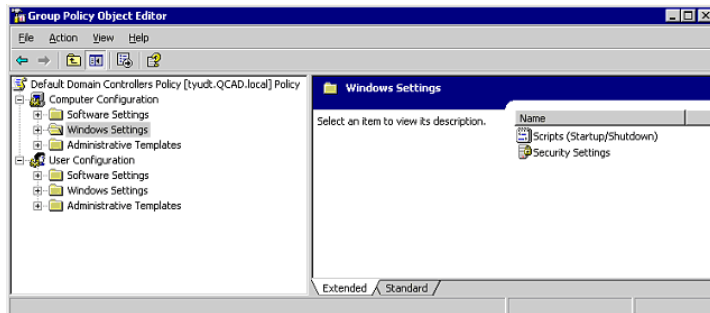 Group Policy Object Editor
File Action View Help
Default Domain Controllers Policy [tyudt.QCAD.local] Policy
Computer Configuration
Software Settings
Windows Settings
Administrative Templates
User Configuration
Software Settings
Windows Settings
Administrative Templates
Windows Settings
Select an item to view its description.
Name
Scripts (Startup/Shutdown)
Security Settings
Extended Standard